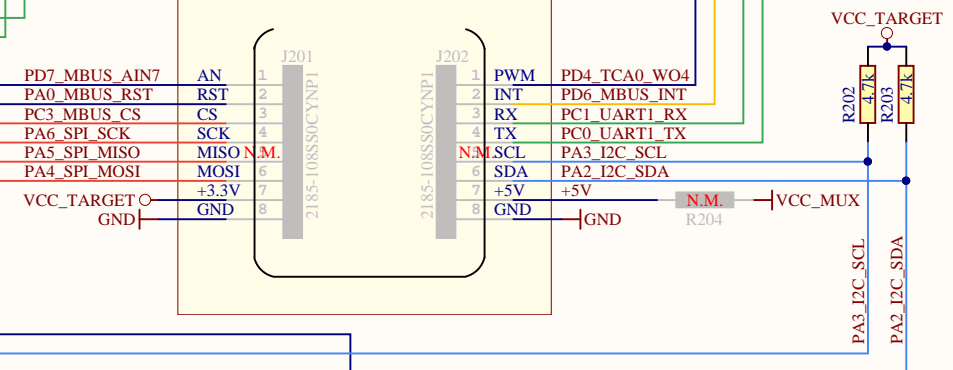 VCC_TARGET
J201 J202
PD7_MBUS_AIN7 AN 1 1 PWM PD4_TCA0_WO4
PA0_MBUS_RST RST 2 2 INT PD6_MBUS_INT
PC3_MBUS_CS CS 3 3 RX PC1_UART1_RX
PA6_SPI_SCK SCK 4 4 TX PC0_UART1_TX
PA5_SPI_MISO MISO N.M. N.M. SCL PA3_I2C_SCL
PA4_SPI_MOSI MOSI 6 6 SDA PA2_I2C_SDA
VCC_TARGET +3.3V 7 7 +5V +5V N.M. VCC_MUX
GND GND 8 8 GND GND R204
2185-108SS0CYNP1
2185-108SS0CYNP1
R202 4.7k
R203 4.7k
PA3_I2C_SCL
PA2_I2C_SDA